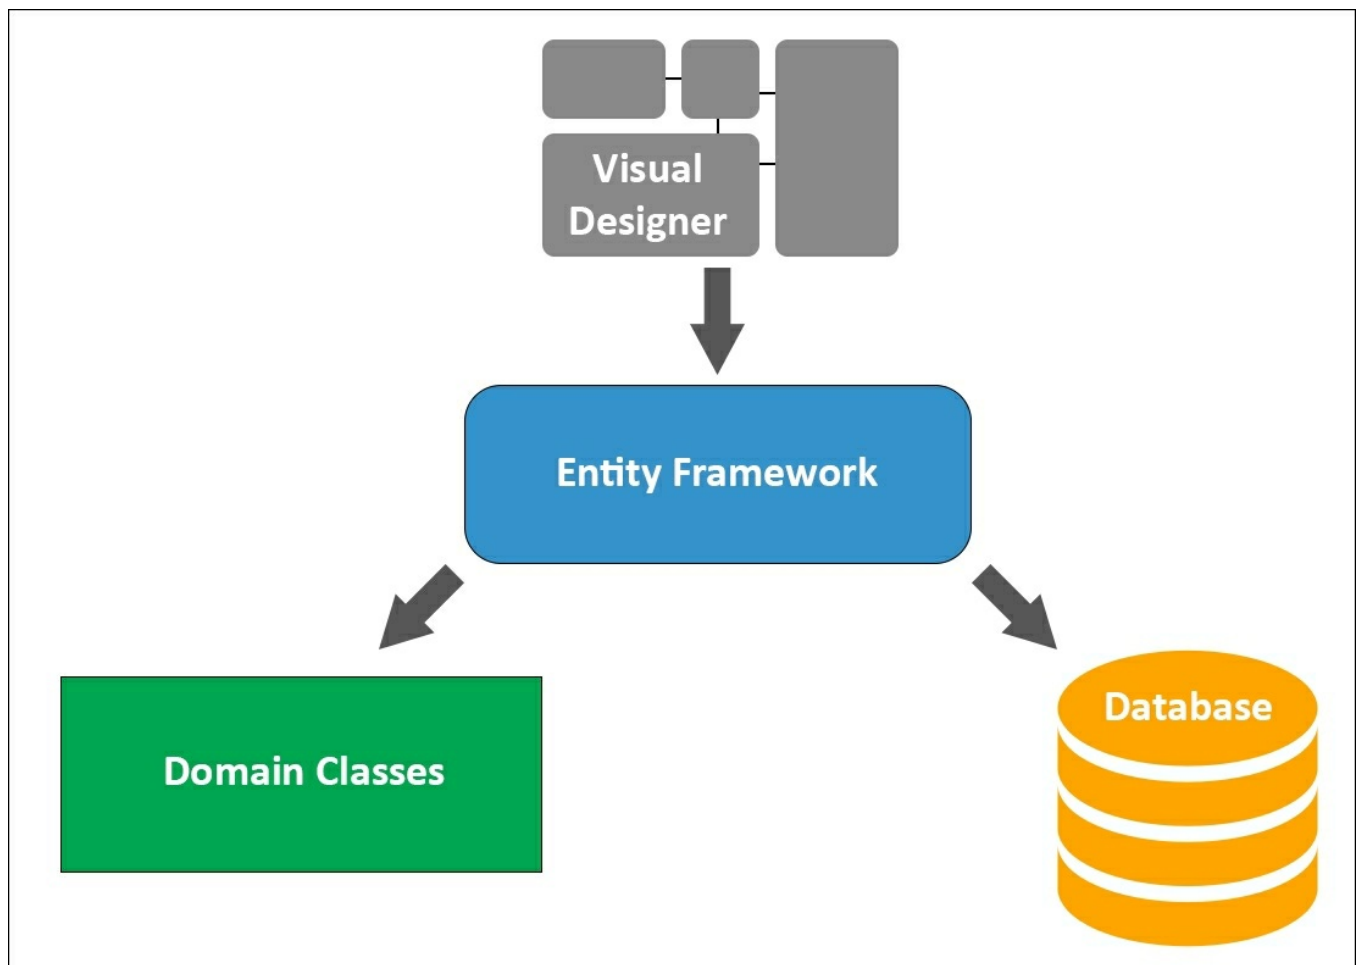 Visual
Designer
Entity Framework
Domain Classes
Database